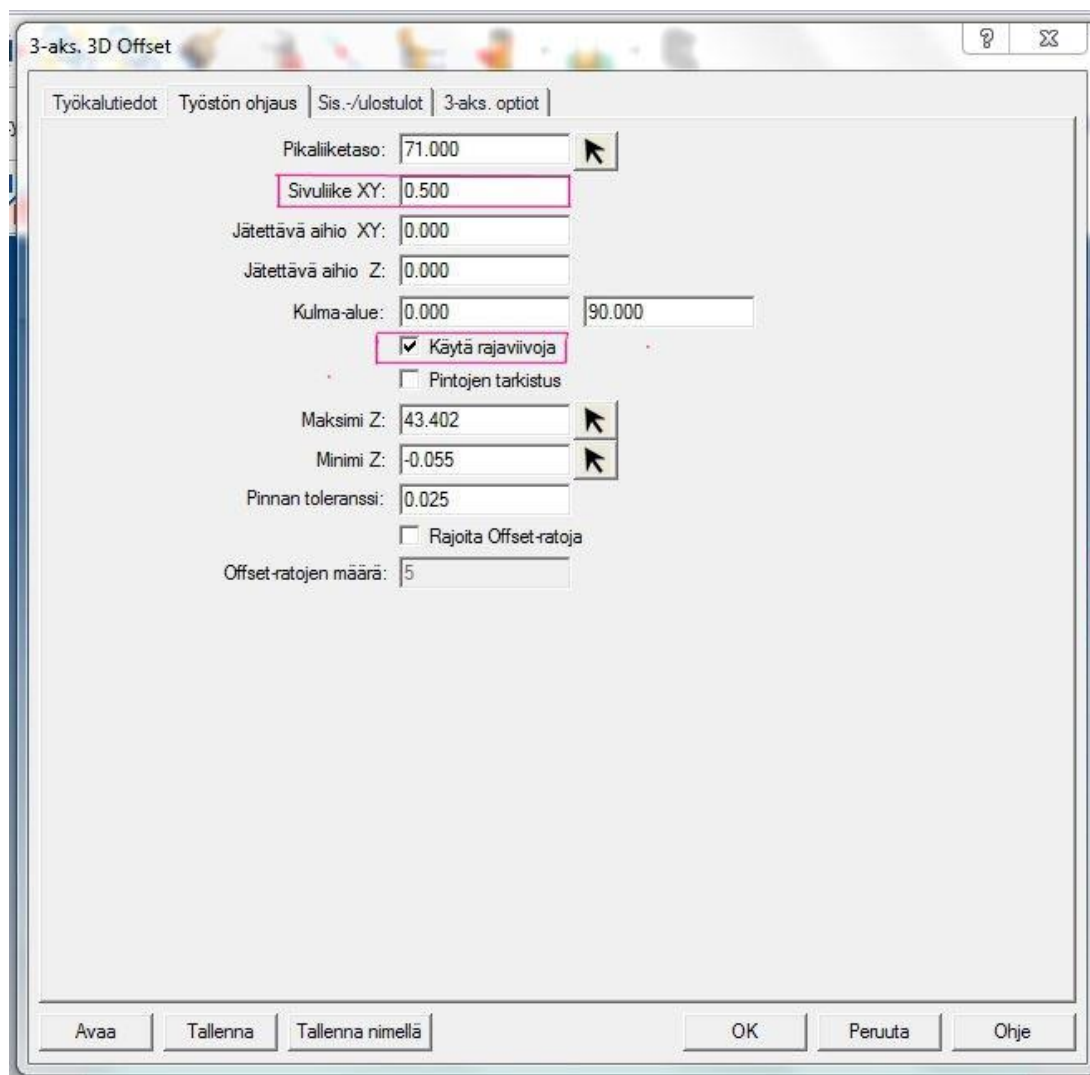 3-aks. 3D Offset
Työkalutiedot Työstön ohjaus Sis.-/ulostulot 3-aks. optiot
Pikaliiketaso: 71.000
Sivuliike XY: 0.500
Jätettävä aihio XY: 0.000
Jätettävä aihio Z: 0.000
Kulma-alue: 0.000 90.000
Käytä rajaviivoja
Pintojen tarkistus
Maksimi Z: 43.402
Minimi Z: -0.055
Pinnan toleranssi: 0.025
Rajoita Offset-ratoja
Offset-ratojen määrä: 5
Avaa Tallenna Tallenna nimellä OK Peruuta Ohje